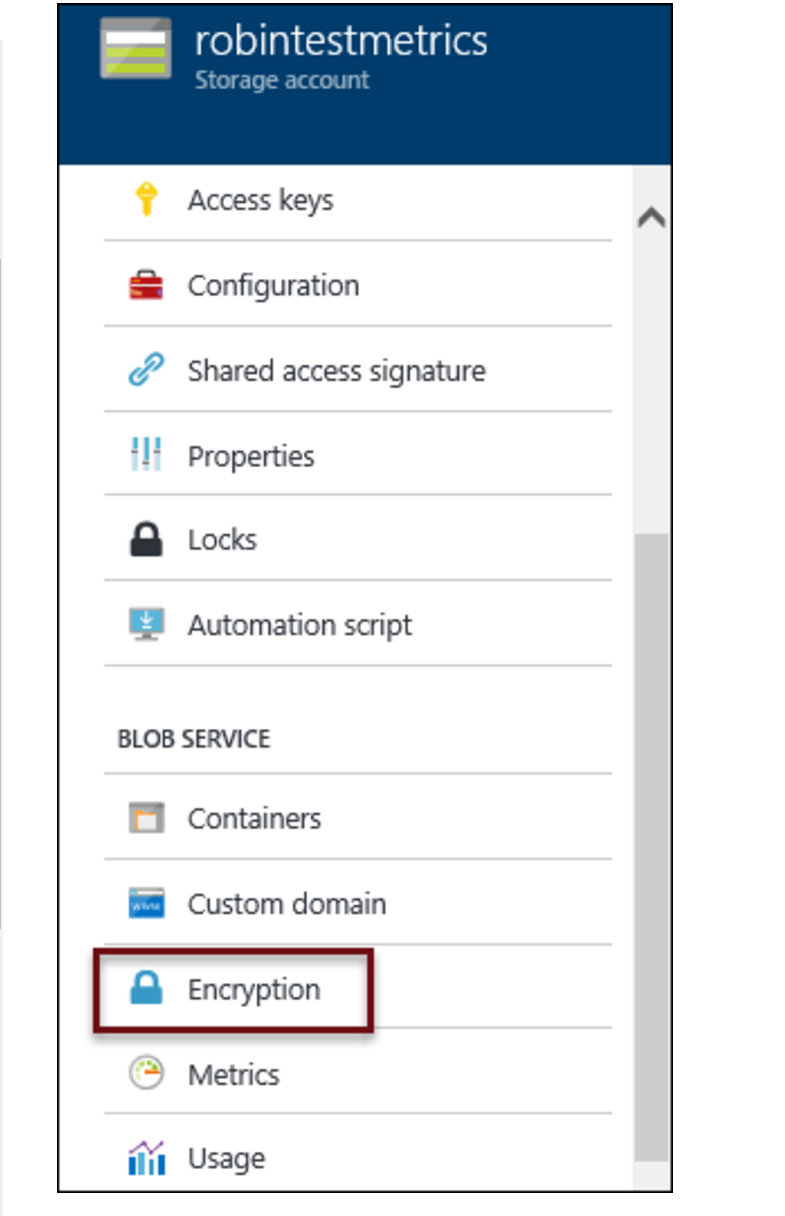 robintestmetrics
Storage account
Access keys
Configuration
Shared access signature
Properties
Locks
Automation script
BLOB SERVICE
Containers
Custom domain
Encryption
Metrics
Usage